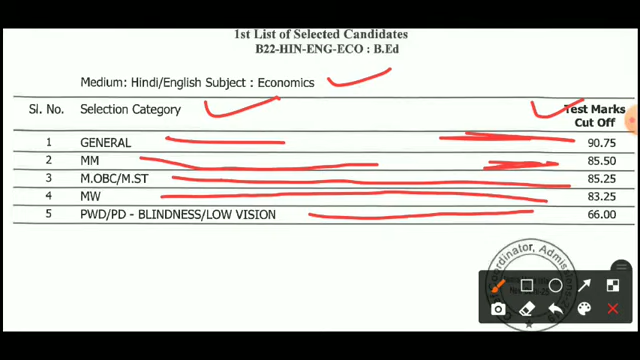 1st List of Selected Candidates
B22-HIN-ENG-ECO : B.Ed
Medium: Hindi/English Subject : Economics
Sl. No. Selection Category Test Marks
Cut Off
1 GENERAL 90.75
2 MM 85.50
3 M.OBC/M.ST 85.25
4 MW 83.25
5 PWD/PD - BLINDNESS/LOW VISION 66.00